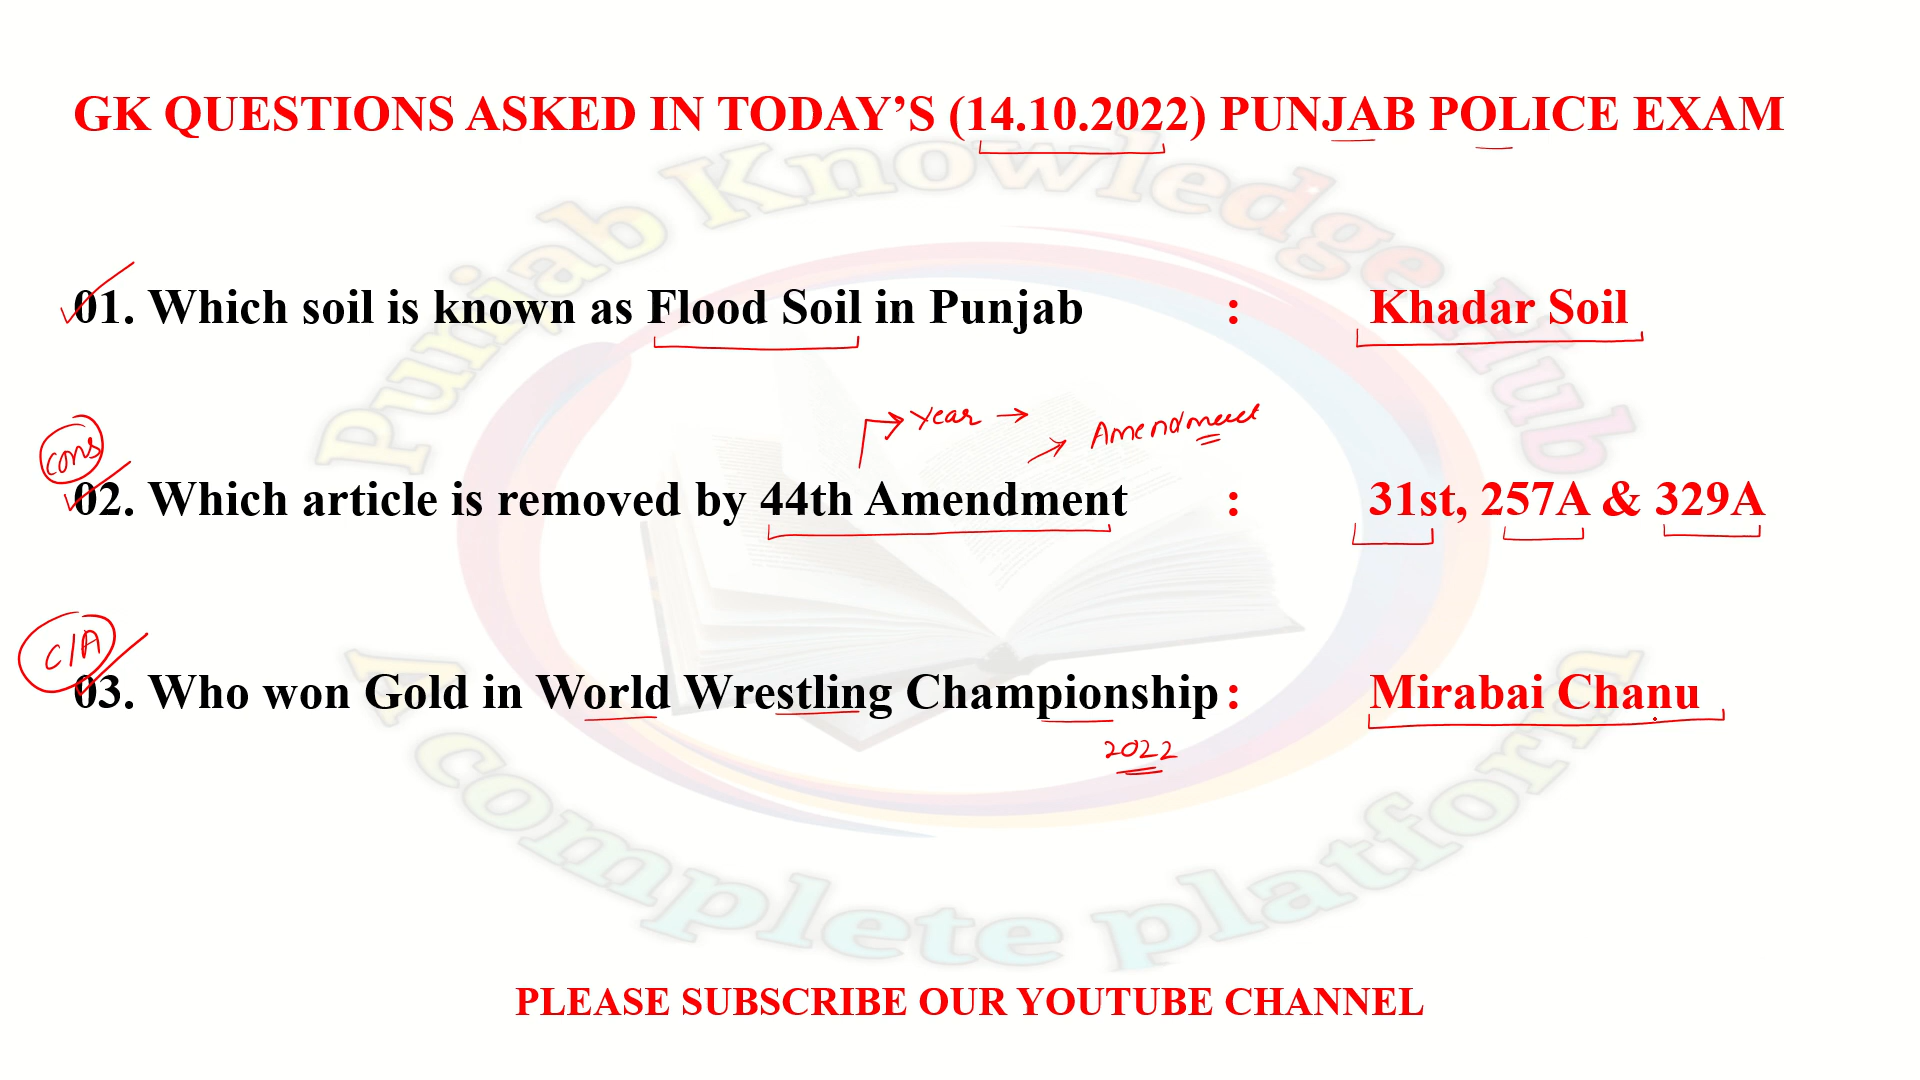 GK QUESTIONS ASKED IN TODAY’S (14.10.2022) PUNJAB POLICE EXAM
Punjab Knowledge Hub
01. Which soil is known as Flood Soil in Punjab : Khadar Soil
Year → → Amendment
cons
02. Which article is removed by 44th Amendment : 31st, 257A & 329A
C/A
03. Who won Gold in World Wrestling Championship : Mirabai Chanu
2022
A complete platform
PLEASE SUBSCRIBE OUR YOUTUBE CHANNEL